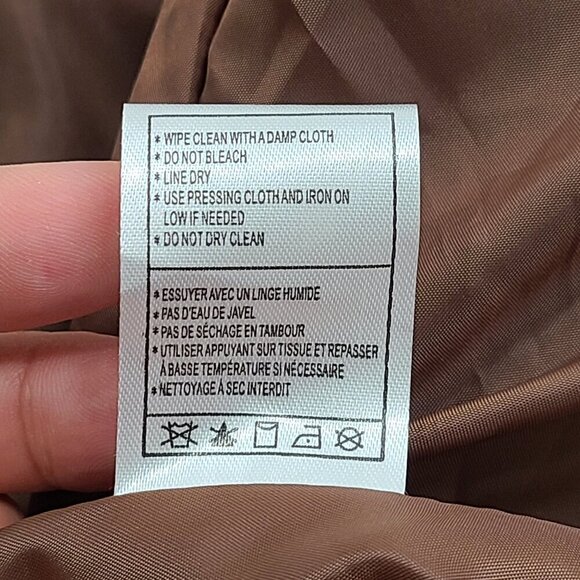 * WIPE CLEAN WITH A DAMP CLOTH
* DO NOT BLEACH
* LINE DRY
* USE PRESSING CLOTH AND IRON ON
LOW IF NEEDED
* DO NOT DRY CLEAN
* ESSUYER AVEC UN LINGE HUMIDE
* PAS D'EAU DE JAVEL
* PAS DE SÉCHAGE EN TAMBOUR
* UTILISER APPUYANT SUR TISSU ET REPASSER
À BASSE TEMPÉRATURE SI NÉCESSAIRE
* NETTOYAGE À SEC INTERDIT